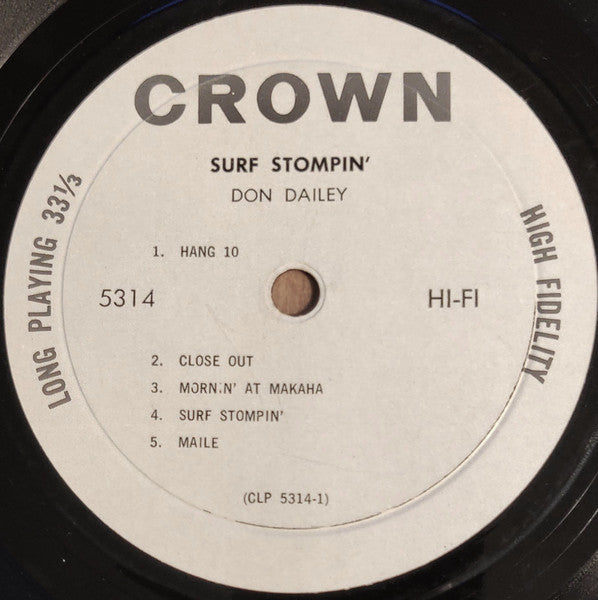 CROWN
SURF STOMPIN'
DON DAILEY
LONG PLAYING 33⅓
HIGH FIDELITY
1. HANG 10
5314
HI-FI
2. CLOSE OUT
3. MORNIN' AT MAKAHA
4. SURF STOMPIN'
5. MAILE
(CLP 5314-1)